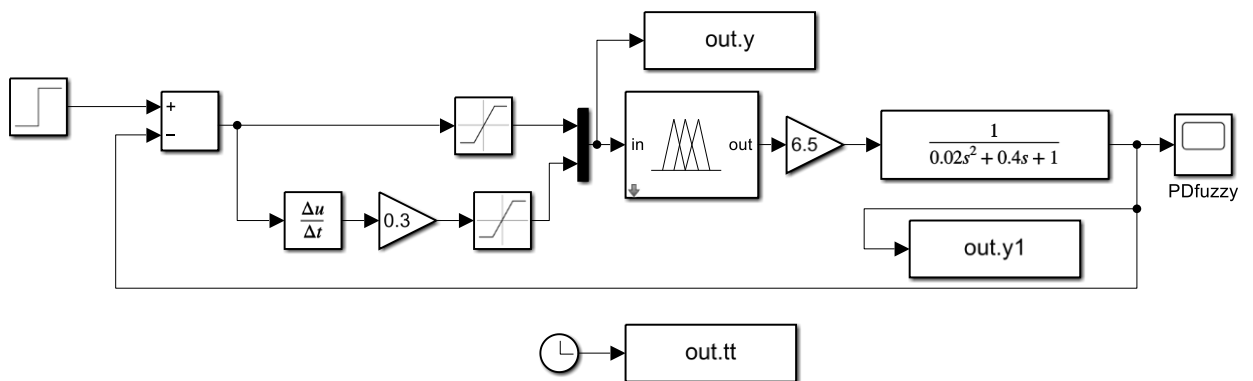 out.y
+
−
in
out
6.5
1
0.02s² + 0.4s + 1
PDfuzzy
Δu
Δt
0.3
out.y1
out.tt